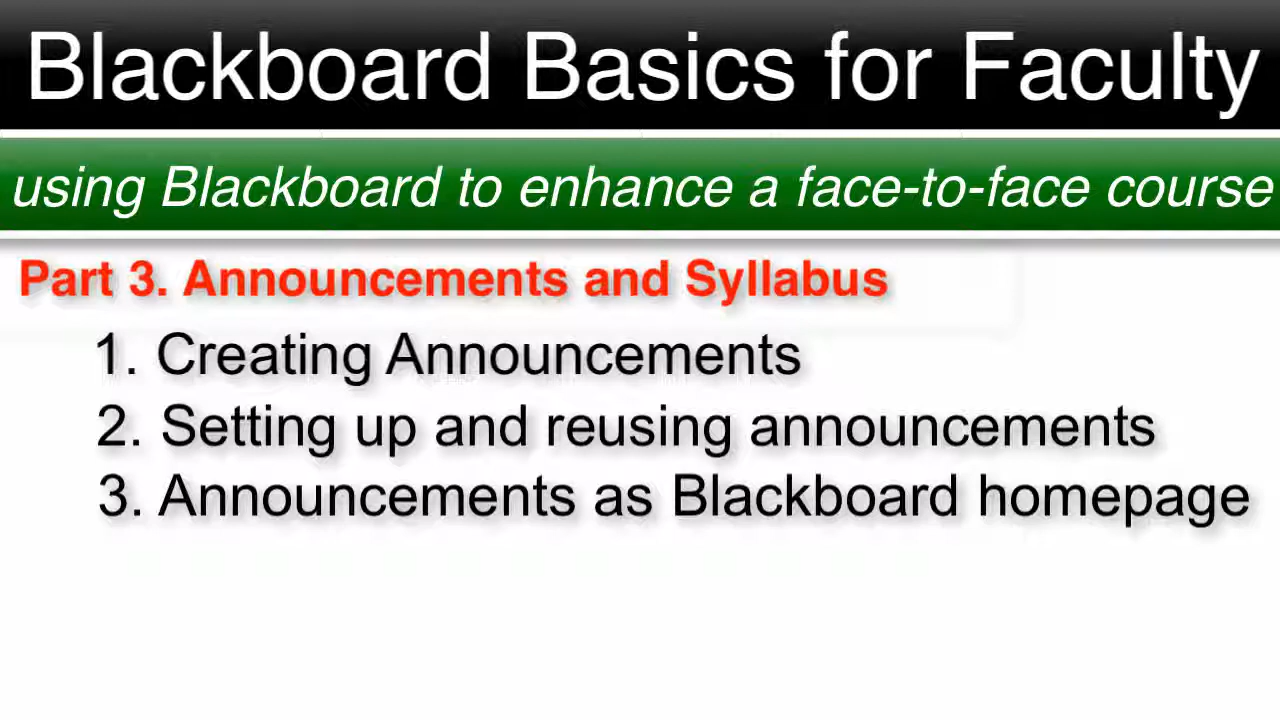 Blackboard Basics for Faculty
using Blackboard to enhance a face-to-face course
Part 3. Announcements and Syllabus
1. Creating Announcements
2. Setting up and reusing announcements
3. Announcements as Blackboard homepage